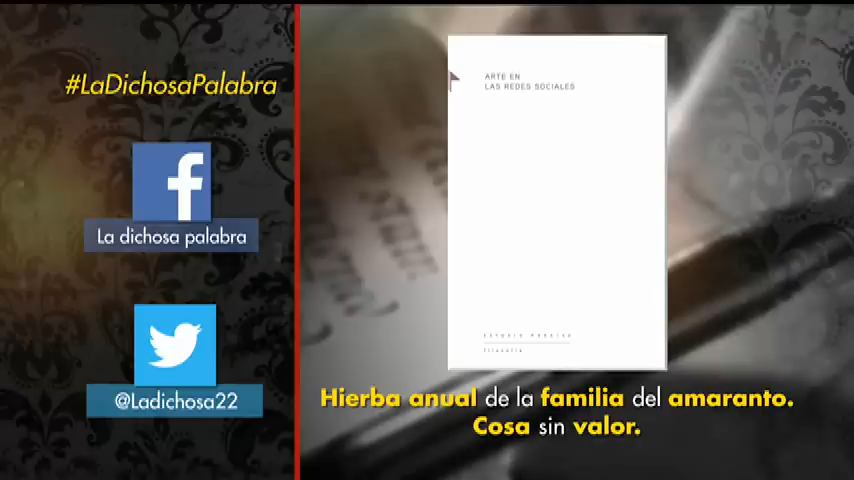 #LaDichosaPalabra
La dichosa palabra
@Ladichosa22
ARTE EN
LAS REDES SOCIALES
filosofía
Hierba anual de la familia del amaranto.
Cosa sin valor.